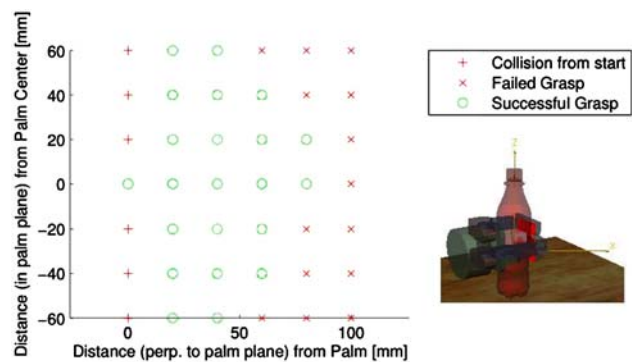 60
40
20
0
−20
−40
−60
0
50
100
Distance (in palm plane) from Palm Center [mm]
Distance (perp. to palm plane) from Palm [mm]
Collision from start
Failed Grasp
Successful Grasp
Z
x